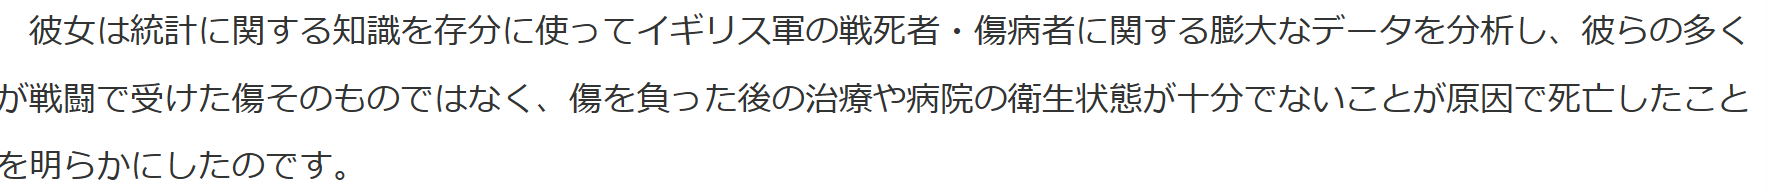 彼女は統計に関する知識を存分に使ってイギリス軍の戦死者・傷病者に関する膨大なデータを分析し、彼らの多く
が戦闘で受けた傷そのものではなく、傷を負った後の治療や病院の衛生状態が十分でないことが原因で死亡したこと
を明らかにしたのです。